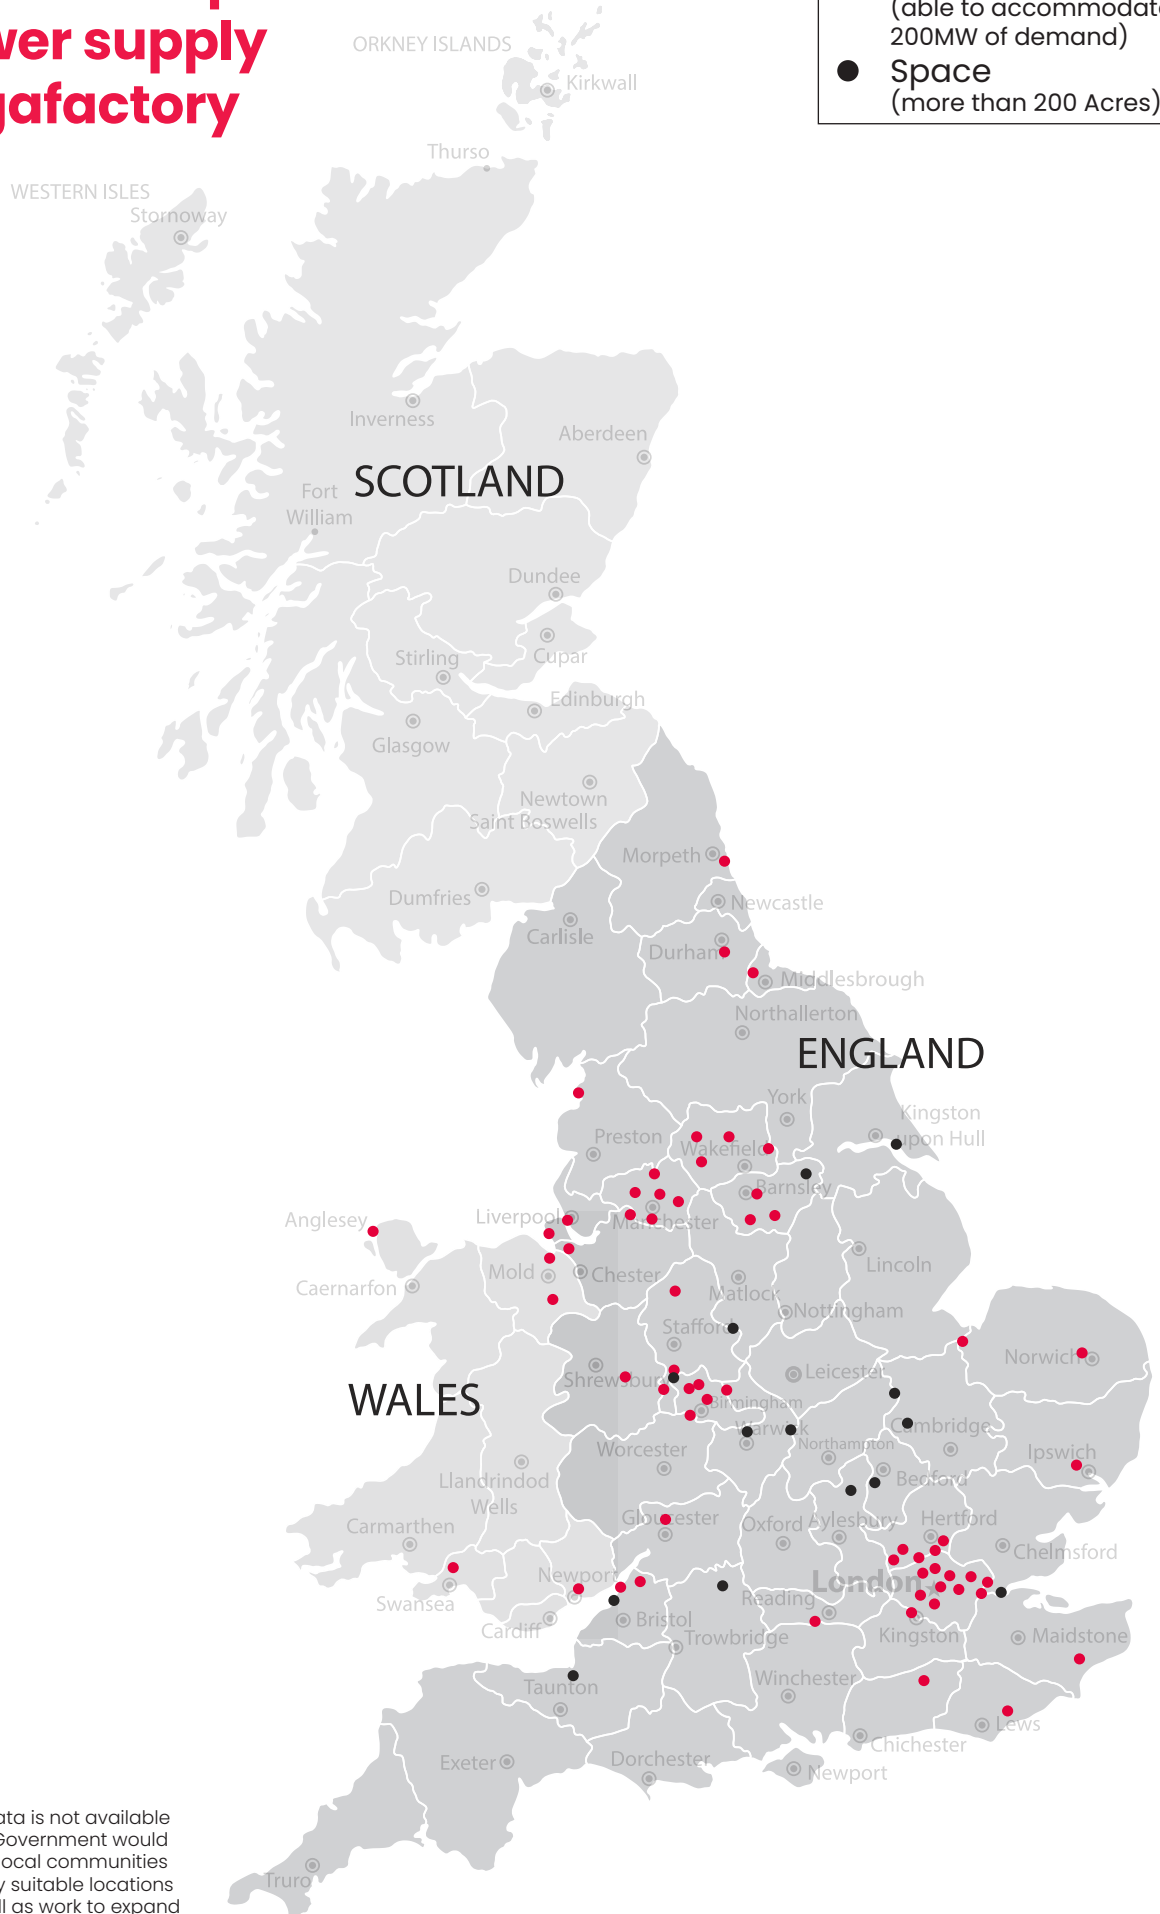 wer supply
gafactory
(able to accommodate
200MW of demand)
Space
(more than 200 Acres)
ORKNEY ISLANDS
Kirkwall
Thurso
WESTERN ISLES
Stornoway
Inverness
Aberdeen
SCOTLAND
Fort
William
Dundee
Cupar
Stirling
Edinburgh
Glasgow
Newtown
Saint Boswells
Morpeth
Dumfries
Newcastle
Carlisle
Durham
Middlesbrough
Northallerton
ENGLAND
York
Kingston
upon Hull
Preston
Wakefield
Barnsley
Anglesey
Liverpool
Manchester
Lincoln
Mold
Chester
Caernarfon
Matlock
Nottingham
Stafford
Norwich
Leicester
Shrewsbury
WALES
Birmingham
Cambridge
Warwick
Northampton
Worcester
Ipswich
Llandrindod
Wells
Bedford
Gloucester
Oxford
Aylesbury
Hertford
Carmarthen
Chelmsford
Newport
London
Swansea
Reading
Cardiff
Bristol
Kingston
Maidstone
Trowbridge
Winchester
Taunton
Lews
Chichester
Exeter
Dorchester
Newport
Truro
ata is not available
Government would
local communities
y suitable locations
ll as work to expand